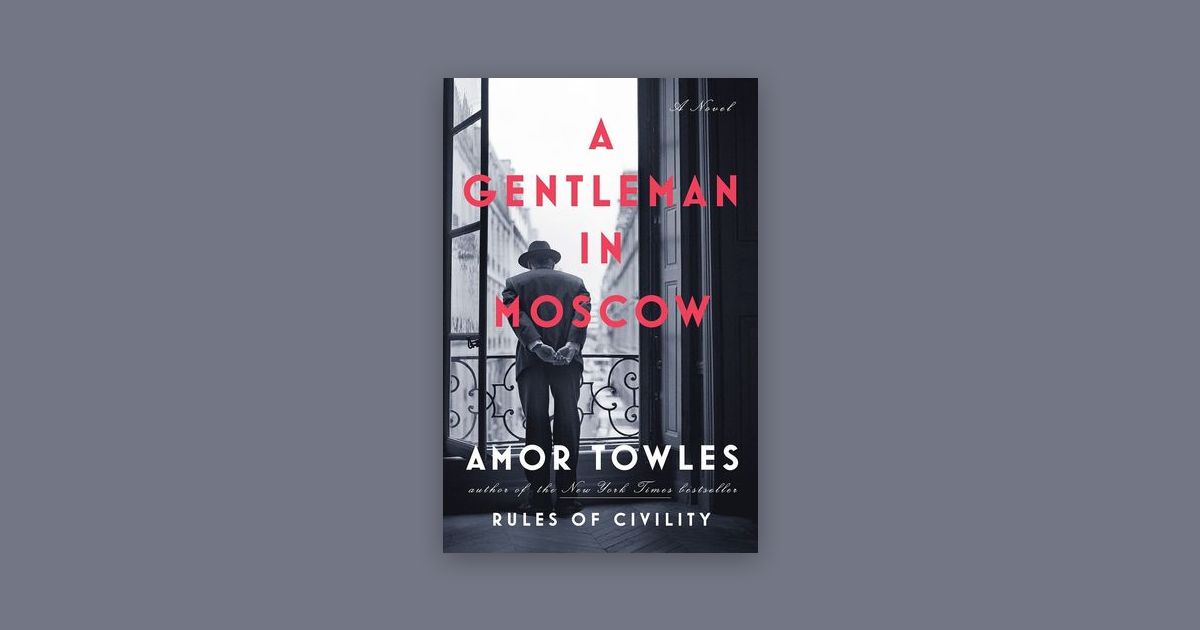 A Novel
A
GENTLEMAN
IN
MOSCOW
AMOR TOWLES
author of the New York Times bestseller
RULES OF CIVILITY